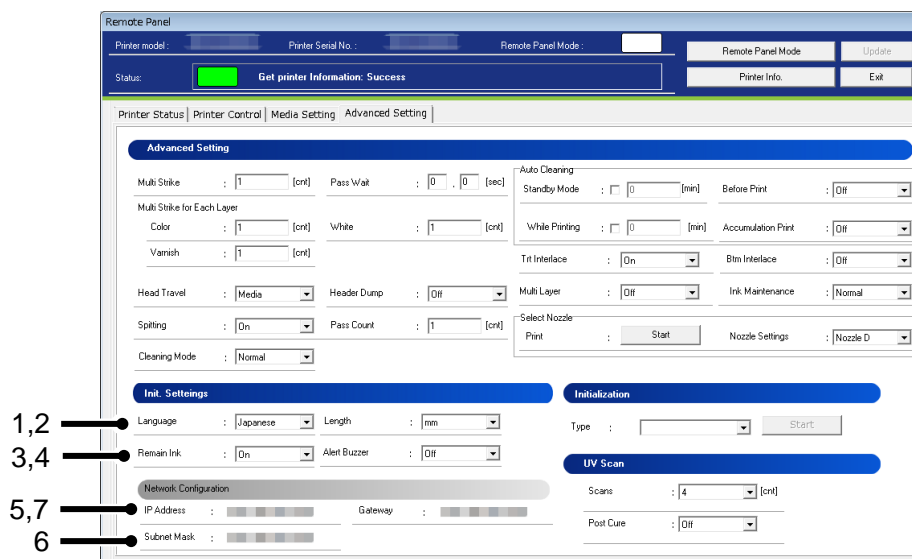 Remote Panel
Printer model : Printer Serial No. : Remote Panel Mode : Remote Panel Mode Update
Status: Get printer Information: Success Printer Info. Exit
Printer Status Printer Control Media Setting Advanced Setting
Advanced Setting
Multi Strike : 1 [cnt] Pass Wait : 0 . 0 [sec]
Auto Cleaning
Standby Mode : 0 [min] Before Print : Off
Multi Strike for Each Layer
Color : 1 [cnt] White : 1 [cnt] While Printing : 0 [min] Accumulation Print : Off
Varnish : 1 [cnt]
Trt Interlace : On Btm Interlace : Off
Head Travel : Media Header Dump : Off Multi Layer : Off Ink Maintenance : Normal
Spitting : On Pass Count : 1 [cnt]
Select Nozzle
Print : Start Nozzle Settings : Nozzle D
Cleaning Mode : Normal
Init. Setteings Initialization
1,2 Language : Japanese Length : mm Type : Start
3,4 Remain Ink : On Alert Buzzer : Off
UV Scan
Network Configuration
Scans : 4 [cnt]
5,7 IP Address : Gateway :
Post Cure : Off
6 Subnet Mask :